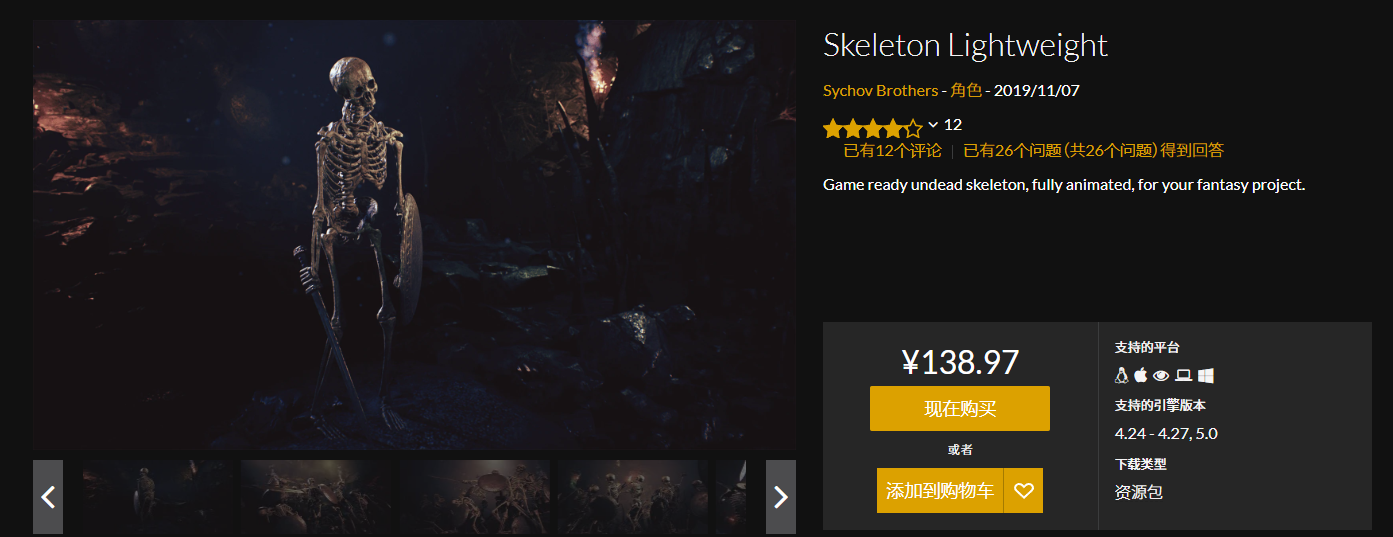 Skeleton Lightweight
Sychov Brothers - 角色 - 2019/11/07
12
已有12个评论 | 已有26个问题 (共26个问题) 得到回答
Game ready undead skeleton, fully animated, for your fantasy project.
¥138.97
现在购买
或者
添加到购物车
支持的平台
支持的引擎版本
4.24 - 4.27, 5.0
下载类型
资源包